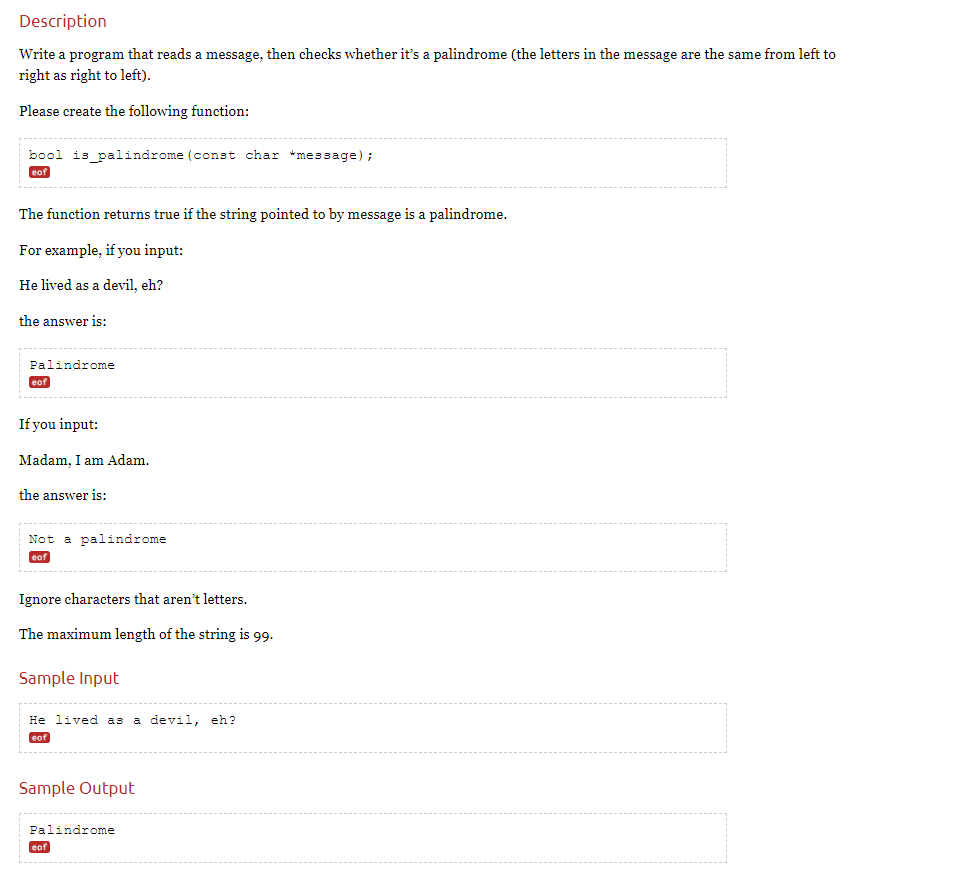 Description
Write a program that reads a message, then checks whether it’s a palindrome (the letters in the message are the same from left to
right as right to left).
Please create the following function:
bool is_palindrome(const char *message);
eof
The function returns true if the string pointed to by message is a palindrome.
For example, if you input:
He lived as a devil, eh?
the answer is:
Palindrome
eof
If you input:
Madam, I am Adam.
the answer is:
Not a palindrome
eof
Ignore characters that aren’t letters.
The maximum length of the string is 99.
Sample Input
He lived as a devil, eh?
eof
Sample Output
Palindrome
eof